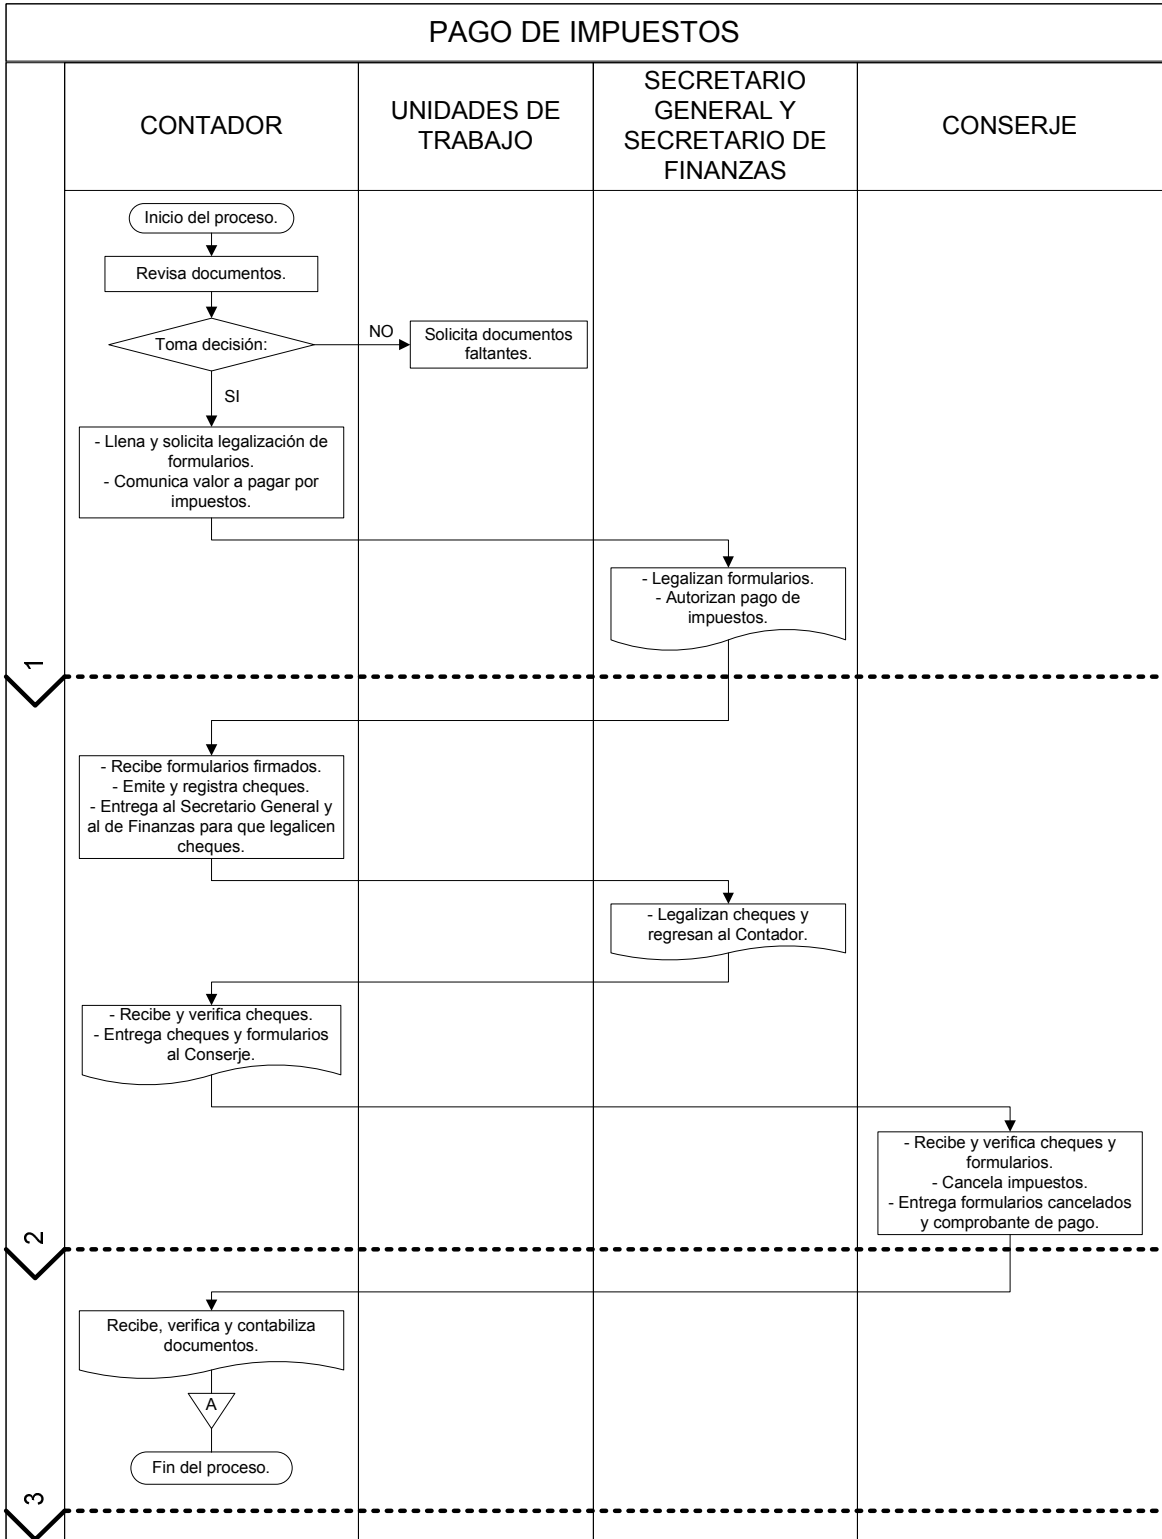 PAGO DE IMPUESTOS
CONTADOR
UNIDADES DE
TRABAJO
SECRETARIO
GENERAL Y
SECRETARIO DE
FINANZAS
CONSERJE
Inicio del proceso.
Revisa documentos.
Toma decisión:
NO
Solicita documentos
faltantes.
SI
- Llena y solicita legalización de
formularios.
- Comunica valor a pagar por
impuestos.
- Legalizan formularios.
- Autorizan pago de
impuestos.
1
- Recibe formularios firmados.
- Emite y registra cheques.
- Entrega al Secretario General y
al de Finanzas para que legalicen
cheques.
- Legalizan cheques y
regresan al Contador.
- Recibe y verifica cheques.
- Entrega cheques y formularios
al Conserje.
- Recibe y verifica cheques y
formularios.
- Cancela impuestos.
- Entrega formularios cancelados
y comprobante de pago.
2
Recibe, verifica y contabiliza
documentos.
A
Fin del proceso.
3